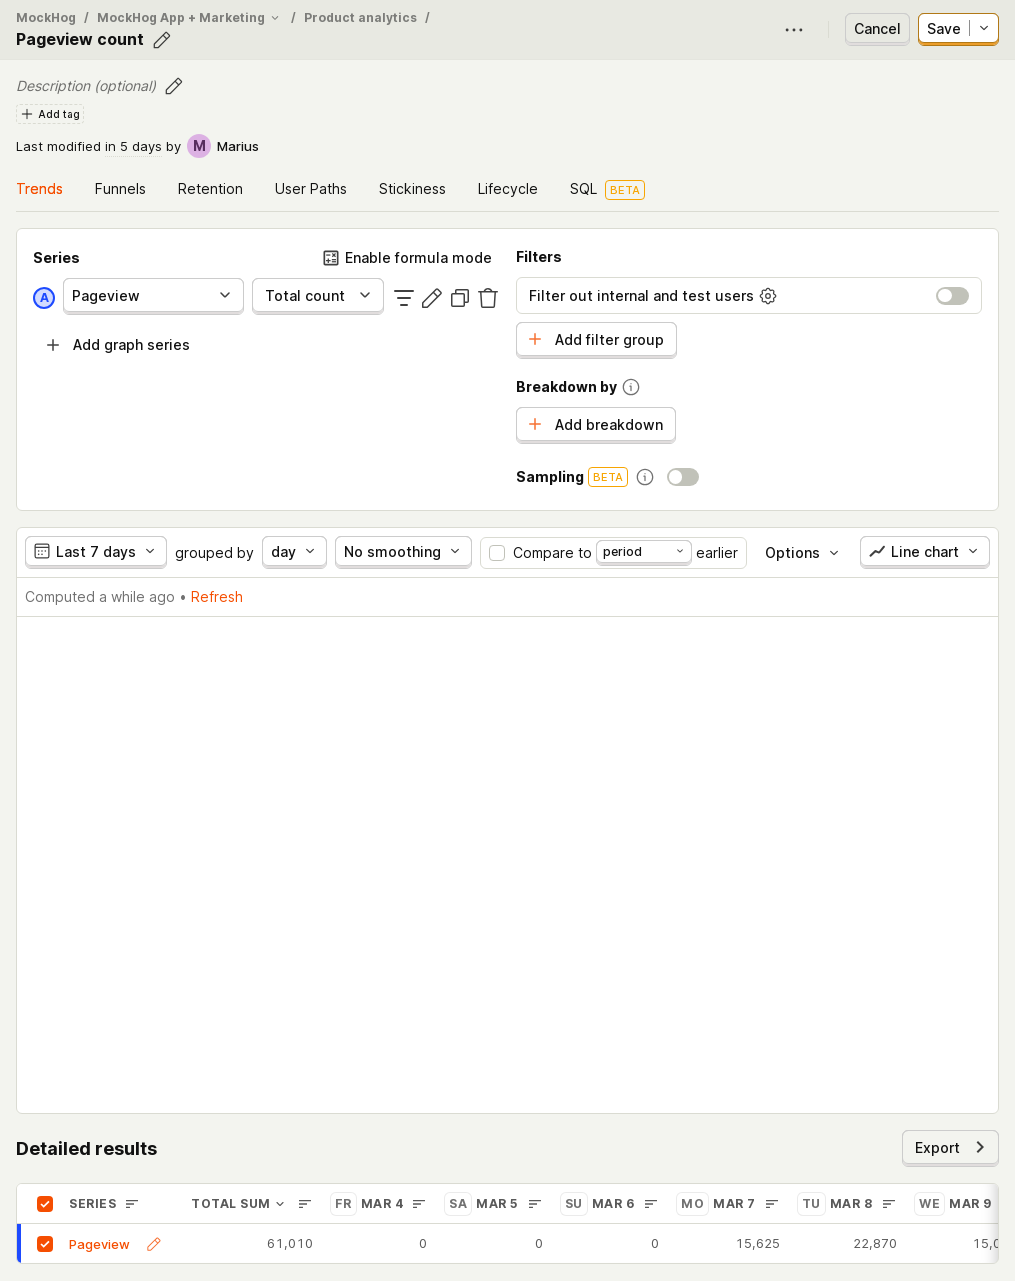 MockHog / MockHog App + Marketing / Product analytics /
Pageview count
Cancel
Save
Description (optional)
Add tag
Last modified in 5 days by M Marius
Trends Funnels Retention User Paths Stickiness Lifecycle SQL BETA
Series
Enable formula mode
A Pageview Total count
Add graph series
Filters
Filter out internal and test users
Add filter group
Breakdown by
Add breakdown
Sampling BETA
Last 7 days grouped by day No smoothing Compare to period earlier Options Line chart
Computed a while ago • Refresh
Detailed results
Export
SERIES TOTAL SUM FR MAR 4 SA MAR 5 SU MAR 6 MO MAR 7 TU MAR 8 WE MAR 9
Pageview 61,010 0 0 0 15,625 22,870